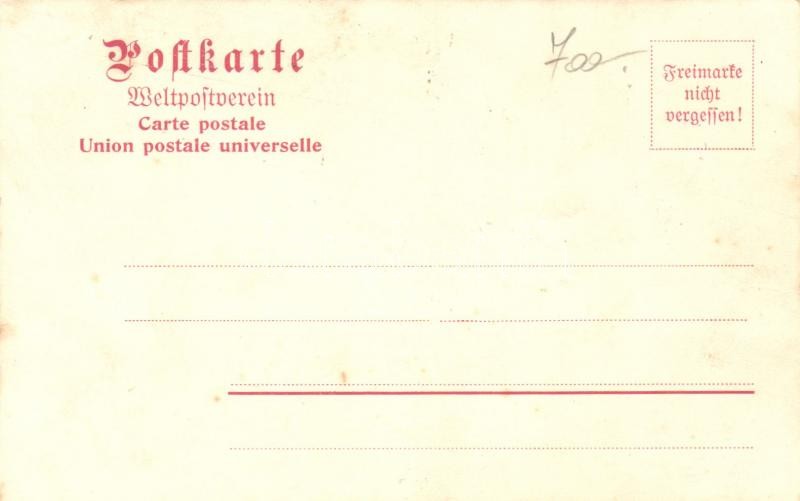 Postkarte
Weltpostverein
Carte postale
Union postale universelle
700.-
Freimarke
nicht
vergessen!